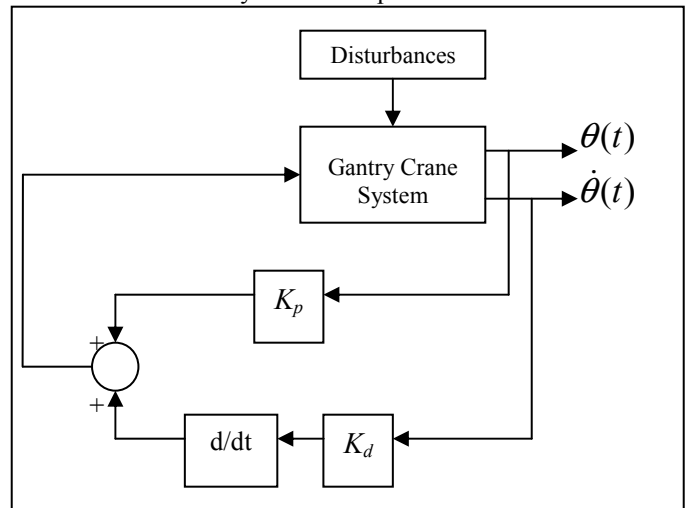 Disturbances
Gantry Crane
System
θ(t)
θ̇(t)
K_p
+
+
d/dt
K_d